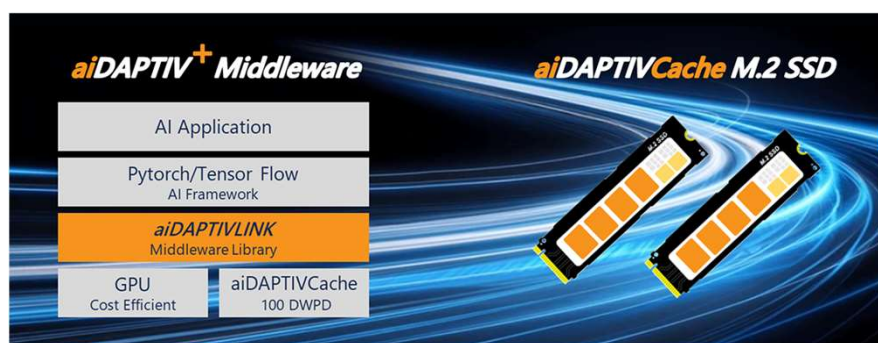 aiDAPTIV+ Middleware
AI Application
Pytorch/Tensor Flow
AI Framework
aiDAPTIVLINK
Middleware Library
GPU
Cost Efficient
aiDAPTIVCache
100 DWPD
aiDAPTIVCache M.2 SSD
M.2 SSD
M.2 SSD